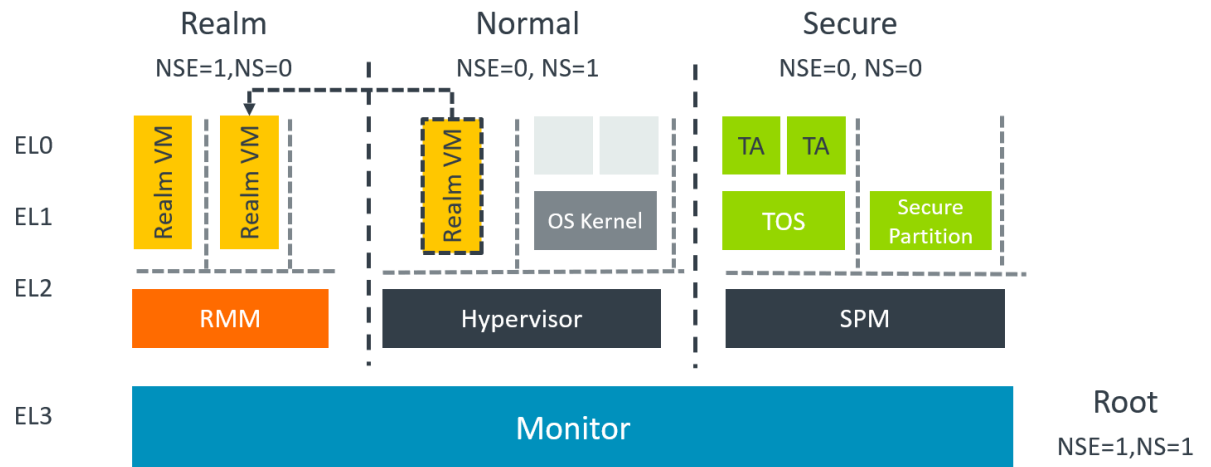 Realm
Normal
Secure
NSE=1,NS=0
NSE=0, NS=1
NSE=0, NS=0
EL0
Realm VM
Realm VM
Realm VM
TA
TA
EL1
OS Kernel
TOS
Secure
Partition
EL2
RMM
Hypervisor
SPM
EL3
Monitor
Root
NSE=1,NS=1